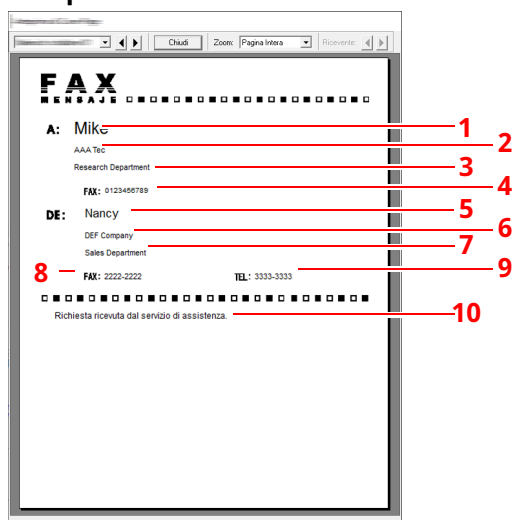 Chiudi Zoom: Pagina Intera Ricevente:
FAX
MENSAJE
A: Mike 1
AAA Tec 2
Research Department 3
FAX: 0123456789 4
DE: Nancy 5
DEF Company 6
Sales Department 7
8 FAX: 2222-2222 TEL: 3333-3333 9
Richiesta ricevuta dal servizio di assistenza. 10